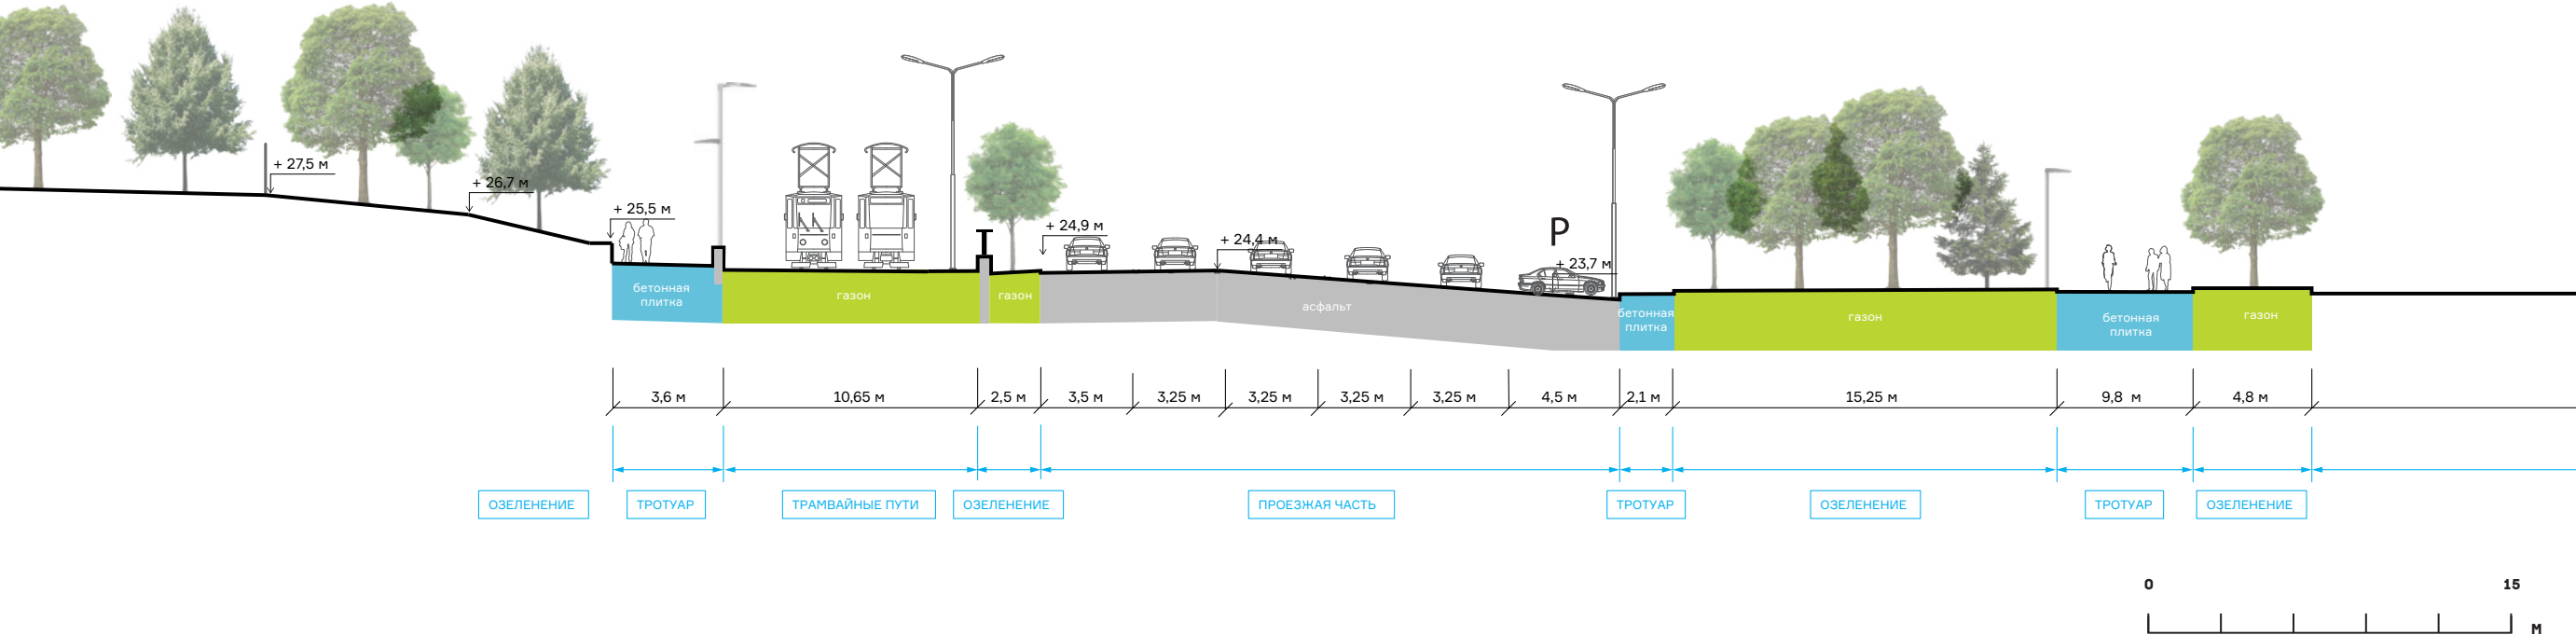 + 27,5 м
+ 26,7 м
+ 25,5 м
+ 24,9 м
+ 24,4 м
P
+ 23,7 м
бетонная
плитка
газон
газон
асфальт
бетонная
плитка
газон
бетонная
плитка
газон
3,6 м
10,65 м
2,5 м
3,5 м
3,25 м
3,25 м
3,25 м
3,25 м
4,5 м
2,1 м
15,25 м
9,8 м
4,8 м
ОЗЕЛЕНЕНИЕ
ТРОТУАР
ТРАМВАЙНЫЕ ПУТИ
ОЗЕЛЕНЕНИЕ
ПРОЕЗЖАЯ ЧАСТЬ
ТРОТУАР
ОЗЕЛЕНЕНИЕ
ТРОТУАР
ОЗЕЛЕНЕНИЕ
0
15
м